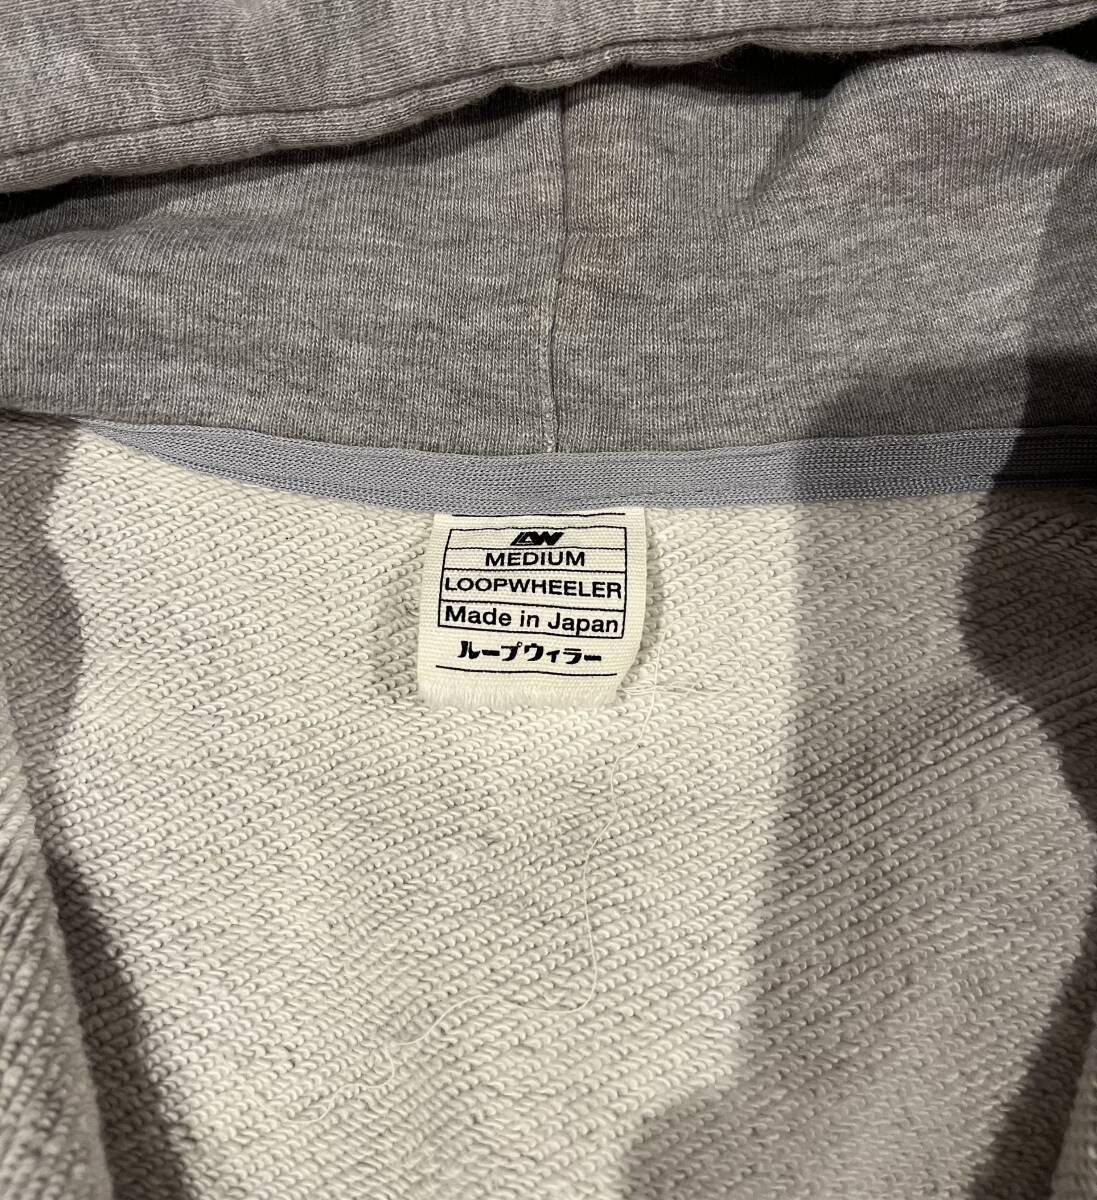 LW
MEDIUM
LOOPWHEELER
Made in Japan
ループウィラー